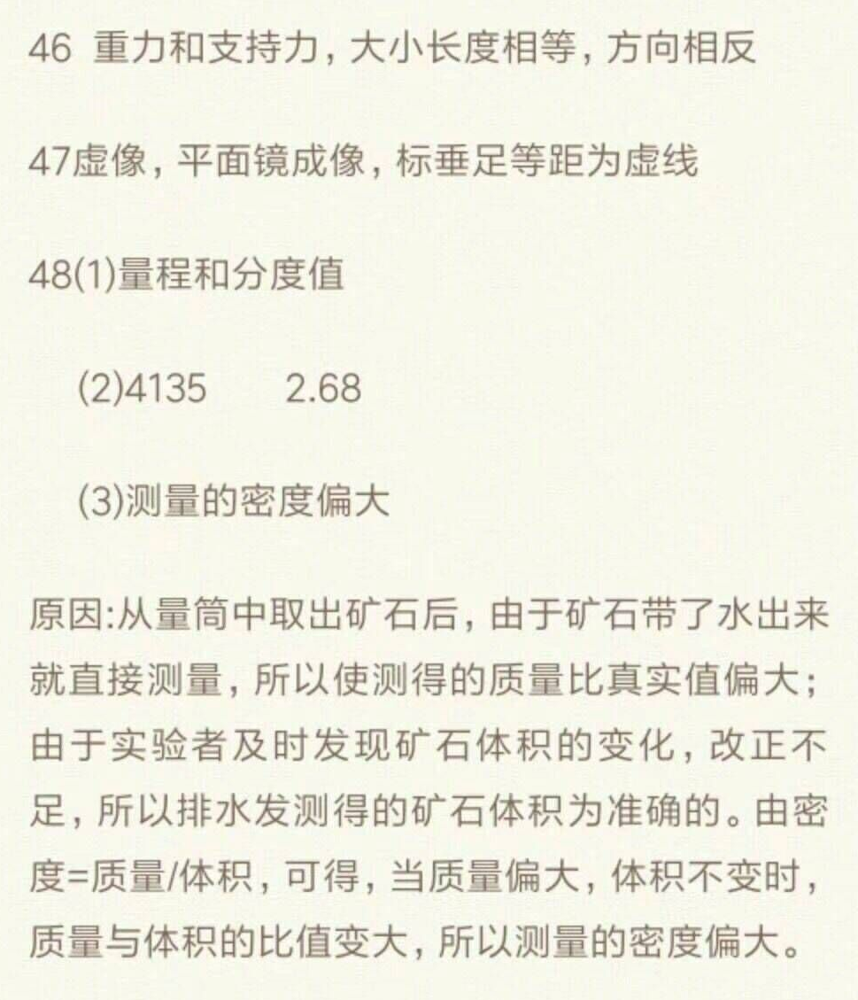 46 重力和支持力，大小长度相等，方向相反
47虚像，平面镜成像，标垂足等距为虚线
48(1)量程和分度值
(2)4135 2.68
(3)测量的密度偏大
原因:从量筒中取出矿石后，由于矿石带了水出来
就直接测量，所以使测得的质量比真实值偏大；
由于实验者及时发现矿石体积的变化，改正不
足，所以排水发测得的矿石体积为准确的。由密
度=质量/体积，可得，当质量偏大，体积不变时，
质量与体积的比值变大，所以测量的密度偏大。